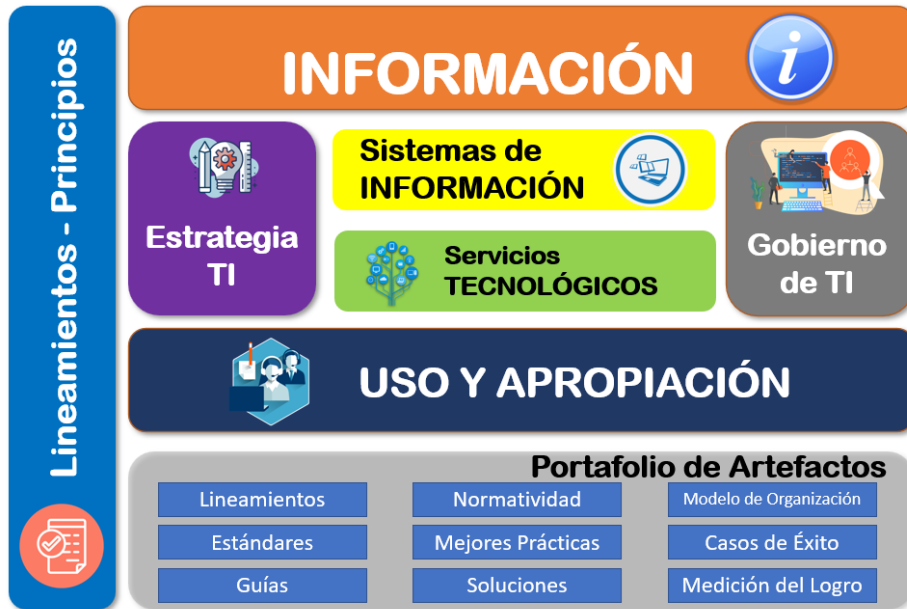 Lineamientos - Principios
INFORMACIÓN
i
Estrategia
TI
Sistemas de
INFORMACIÓN
Servicios
TECNOLÓGICOS
Gobierno
de TI
USO Y APROPIACIÓN
Portafolio de Artefactos
Lineamientos
Normatividad
Modelo de Organización
Estándares
Mejores Prácticas
Casos de Éxito
Guías
Soluciones
Medición del Logro